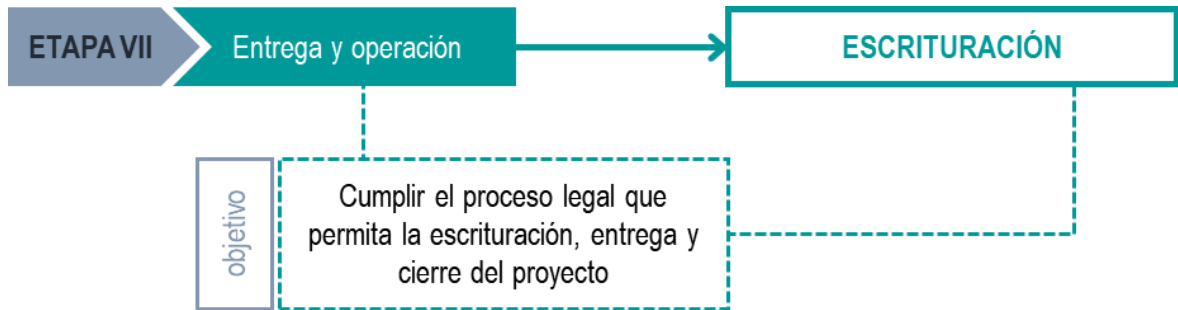 ETAPA VII
Entrega y operación
ESCRITURACIÓN
objetivo
Cumplir el proceso legal que
permita la escrituración, entrega y
cierre del proyecto